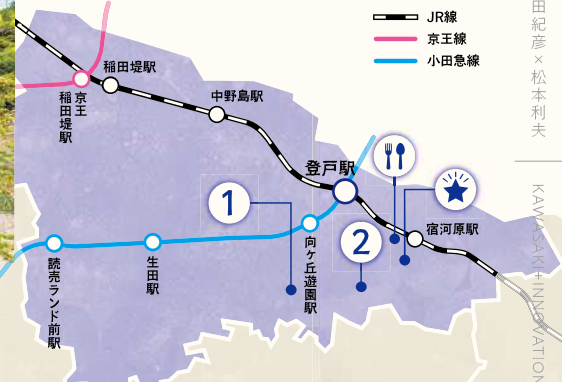 JR線
京王線
小田急線
稲田堤駅
京王
稲田堤駅
中野島駅
登戸駅
1
2
宿河原駅
向ヶ丘遊園駅
生田駅
読売ランド前駅
田紀彦×松本利夫
KAWASAKI+INNOVATION